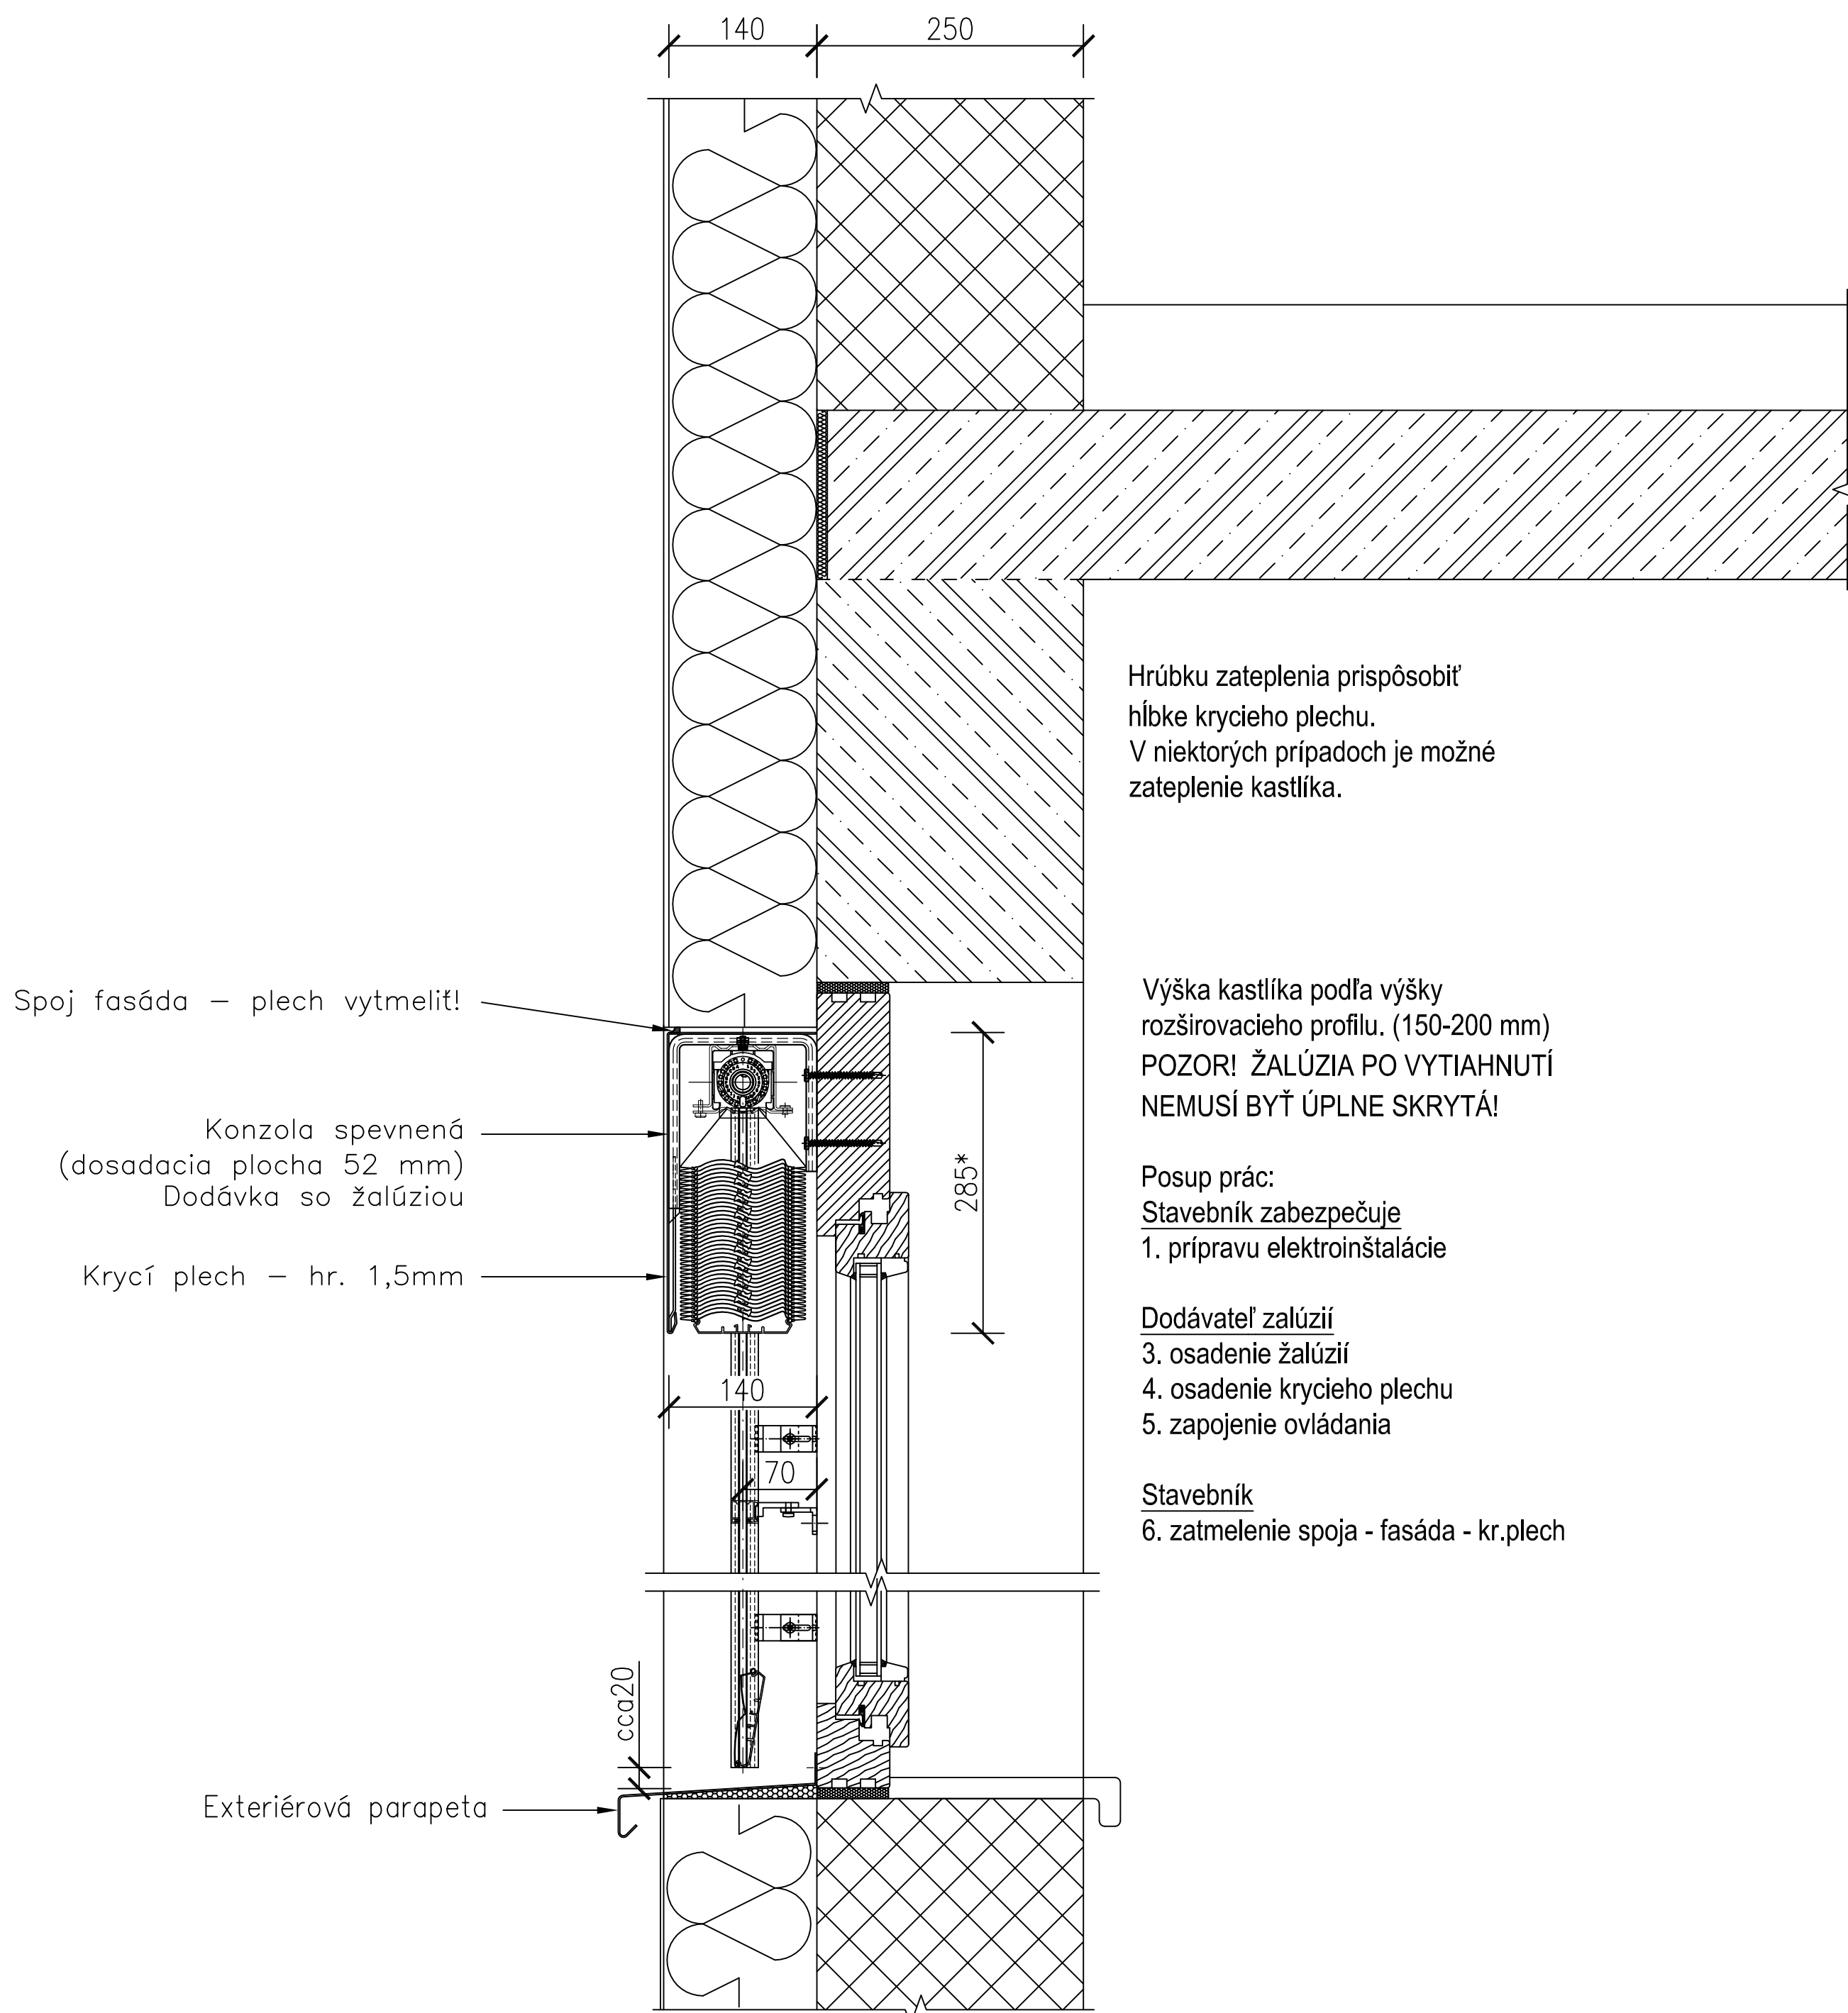 140
250
Hrúbku zateplenia prispôsobiť
hĺbke krycieho plechu.
V niektorých prípadoch je možné
zateplenie kastlíka.
Spoj fasáda – plech vytmeliť!
Konzola spevnená
(dosadacia plocha 52 mm)
Dodávka so žalúziou
Krycí plech – hr. 1,5mm
285*
Výška kastlíka podľa výšky
rozširovacieho profilu. (150-200 mm)
POZOR! ŽALÚZIA PO VYTIAHNUTÍ
NEMUSÍ BYŤ ÚPLNE SKRYTÁ!
Posup prác:
Stavebník zabezpečuje
1. prípravu elektroinštalácie
Dodávateľ zalúzií
3. osadenie žalúzií
4. osadenie krycieho plechu
5. zapojenie ovládania
Stavebník
6. zatmelenie spoja - fasáda - kr.plech
140
70
cca20
Exteriérová parapeta